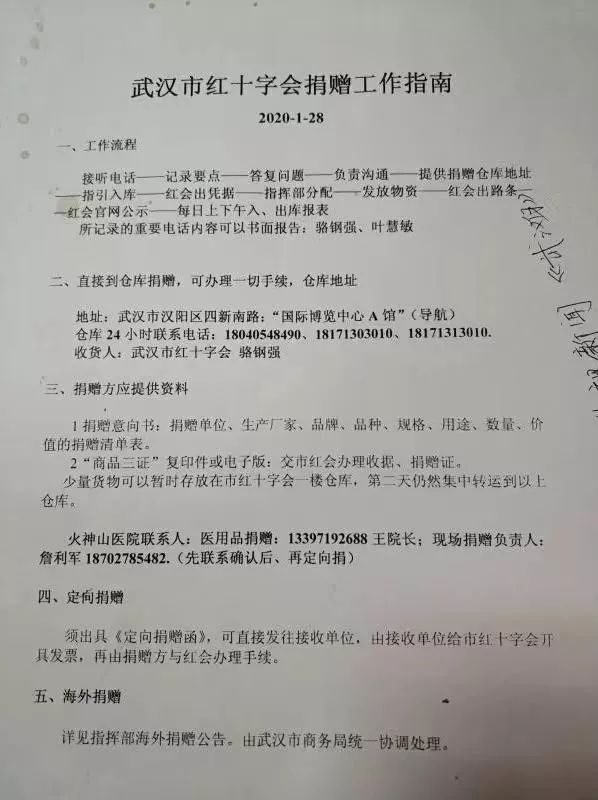 武汉市红十字会捐赠工作指南
2020-1-28
一、工作流程
接听电话——记录要点——答复问题——负责沟通——提供捐赠仓库地址
——指引入库——红会出凭据——指挥部分配——发放物资——红会出路条—
—红会官网公示——每日上下午入、出库报表
所记录的重要电话内容可以书面报告：骆钢强、叶慧敏
二、直接到仓库捐赠，可办理一切手续，仓库地址
地址：武汉市汉阳区四新南路：“国际博览中心 A 馆”（导航）
仓库 24 小时联系电话：18040548490、18171303010、18171313010.
收货人：武汉市红十字会 骆钢强
三、捐赠方应提供资料
1 捐赠意向书：捐赠单位、生产厂家、品牌、品种、规格、用途、数量、价
值的捐赠清单表。
2“商品三证”复印件或电子版：交市红会办理收据、捐赠证。
少量货物可以暂时存放在市红十字会一楼仓库，第二天仍然集中转运到以上
仓库。
火神山医院联系人：医用品捐赠：13397192688 王院长；现场捐赠负责人：
詹利军 18702785482.（先联系确认后、再定向捐）
四、定向捐赠
须出具《定向捐赠函》，可直接发往接收单位，由接收单位给市红十字会开
具发票，再由捐赠方与红会办理手续。
五、海外捐赠
详见指挥部海外捐赠公告。由武汉市商务局统一协调处理。